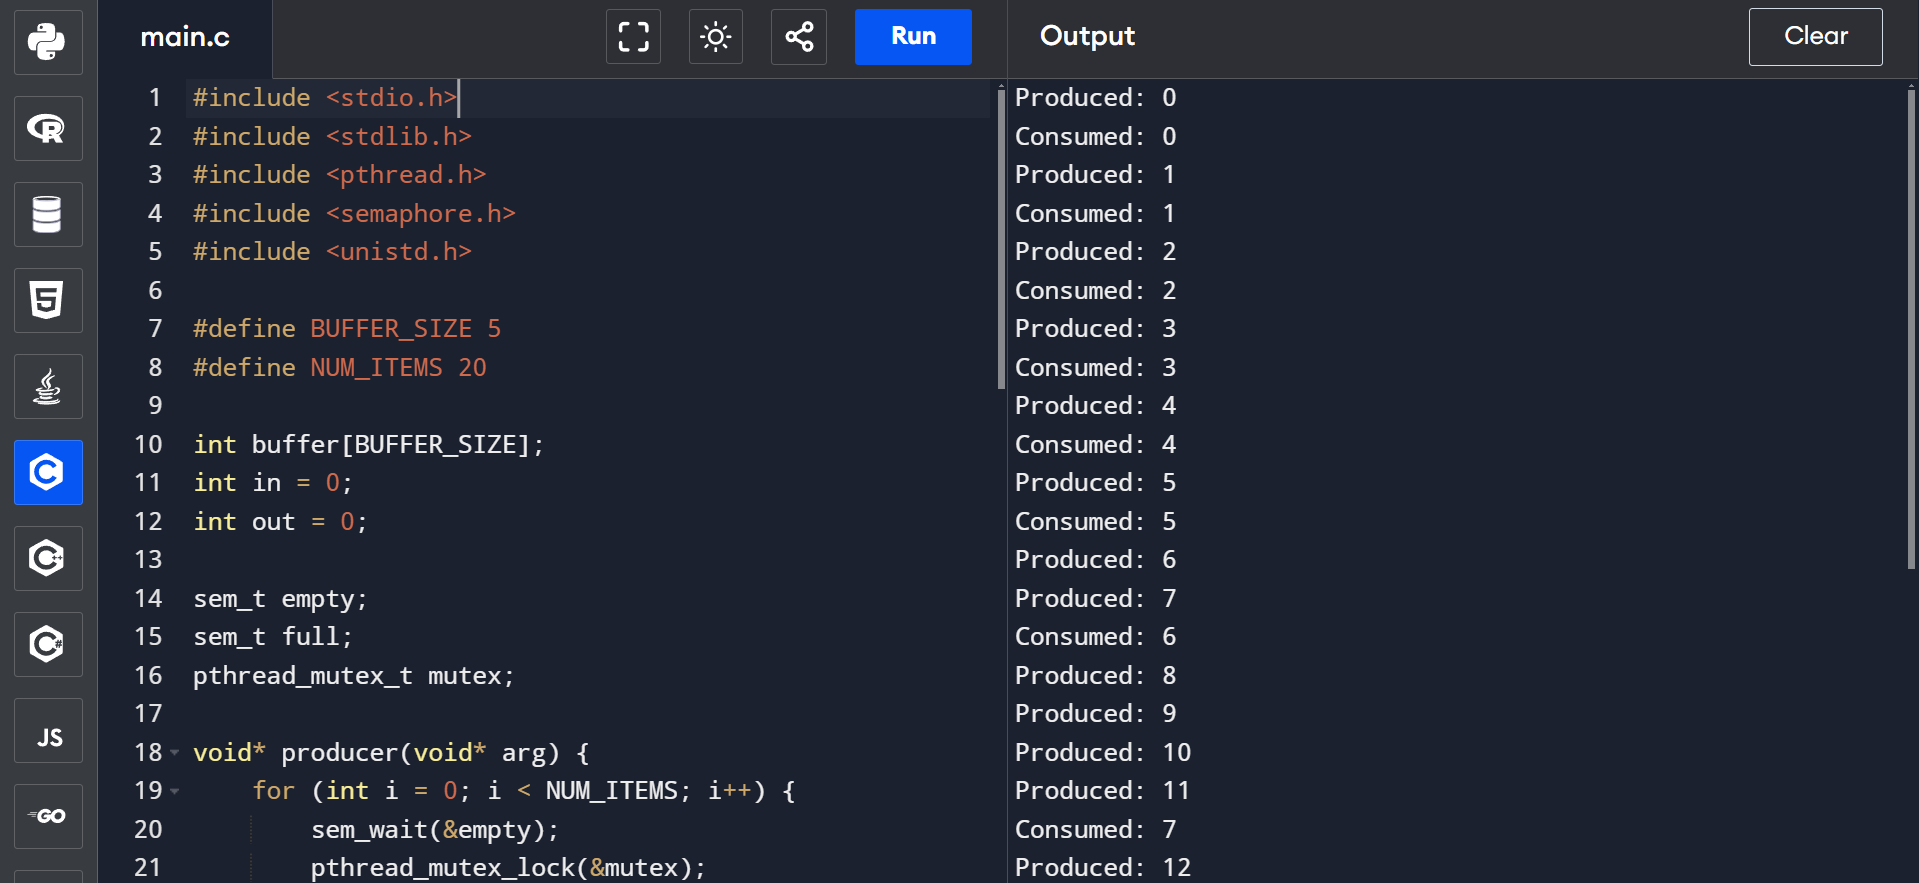 main.c
Run
Output
Clear
1 #include <stdio.h>
2 #include <stdlib.h>
3 #include <pthread.h>
4 #include <semaphore.h>
5 #include <unistd.h>
6
7 #define BUFFER_SIZE 5
8 #define NUM_ITEMS 20
9
10 int buffer[BUFFER_SIZE];
11 int in = 0;
12 int out = 0;
13
14 sem_t empty;
15 sem_t full;
16 pthread_mutex_t mutex;
17
18 void* producer(void* arg) {
19     for (int i = 0; i < NUM_ITEMS; i++) {
20         sem_wait(&empty);
21         pthread_mutex_lock(&mutex);
Produced: 0
Consumed: 0
Produced: 1
Consumed: 1
Produced: 2
Consumed: 2
Produced: 3
Consumed: 3
Produced: 4
Consumed: 4
Produced: 5
Consumed: 5
Produced: 6
Produced: 7
Consumed: 6
Produced: 8
Produced: 9
Produced: 10
Produced: 11
Consumed: 7
Produced: 12
R
5
C
C++
C#
JS
GO